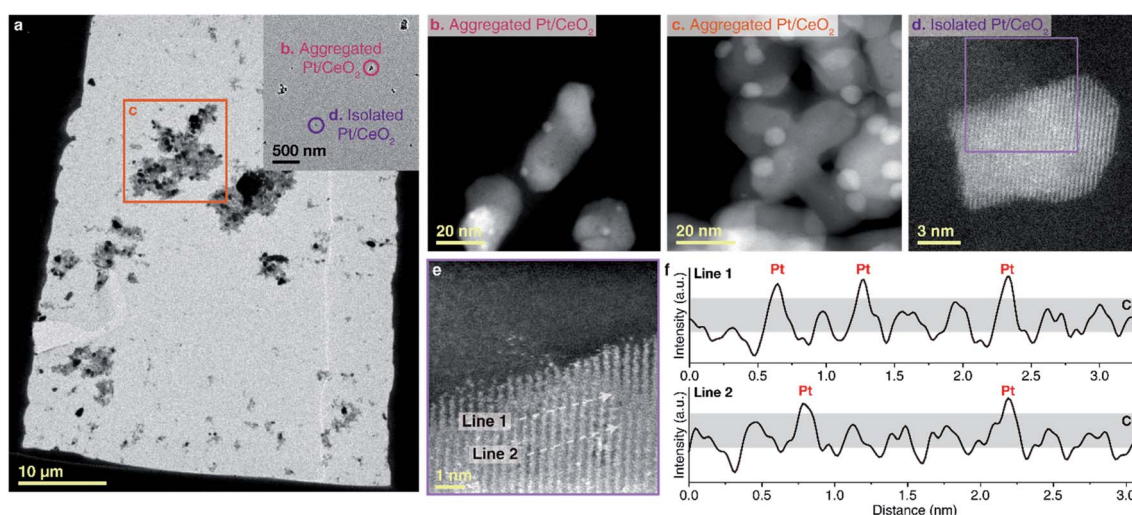 a
b. Aggregated
Pt/CeO₂
d. Isolated
Pt/CeO₂
500 nm
c
10 µm
b. Aggregated Pt/CeO₂
20 nm
c. Aggregated Pt/CeO₂
20 nm
d. Isolated Pt/CeO₂
3 nm
e
Line 1
Line 2
1 nm
f
Line 1
Pt
Pt
Pt
C
Intensity (a.u.)
0.0 0.5 1.0 1.5 2.0 2.5 3.0
Line 2
Pt
Pt
C
Intensity (a.u.)
0.0 0.5 1.0 1.5 2.0 2.5 3.0
Distance (nm)